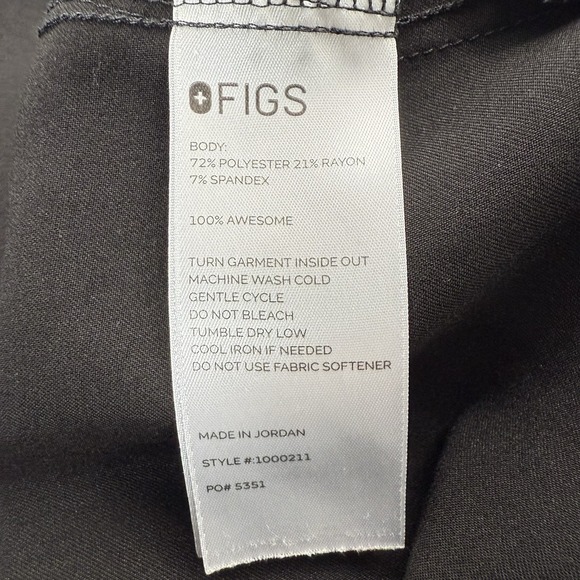 FIGS
BODY:
72% POLYESTER 21% RAYON
7% SPANDEX
100% AWESOME
TURN GARMENT INSIDE OUT
MACHINE WASH COLD
GENTLE CYCLE
DO NOT BLEACH
TUMBLE DRY LOW
COOL IRON IF NEEDED
DO NOT USE FABRIC SOFTENER
MADE IN JORDAN
STYLE #:1000211
PO# 5351